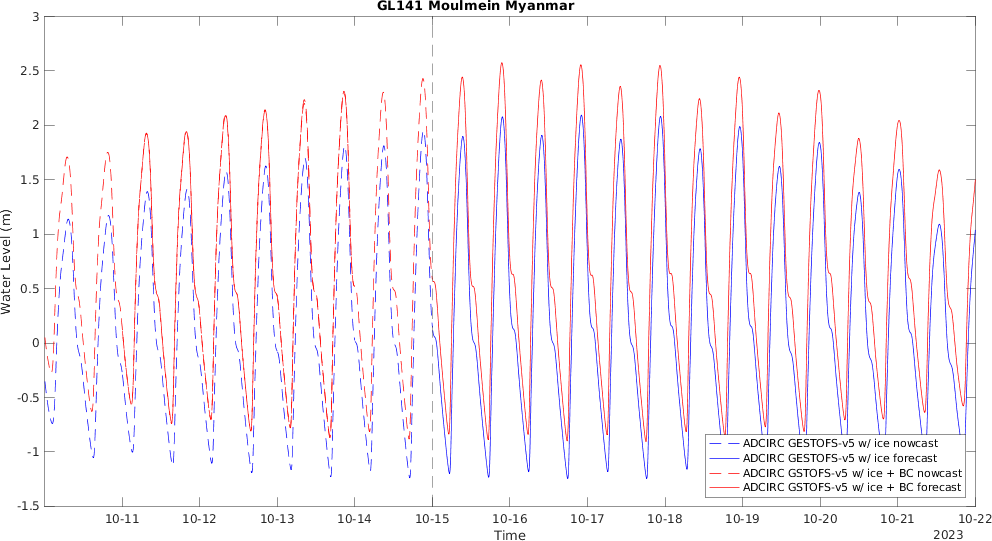 GL141 Moulmein Myanmar
3
2.5
2
1.5
1
0.5
0
-0.5
-1
-1.5
Water Level (m)
ADCIRC GESTOFS-v5 w/ ice nowcast
ADCIRC GESTOFS-v5 w/ ice forecast
ADCIRC GSTOFS-v5 w/ ice + BC nowcast
ADCIRC GSTOFS-v5 w/ ice + BC forecast
10-11 10-12 10-13 10-14 10-15 10-16 10-17 10-18 10-19 10-20 10-21 10-22
Time
2023